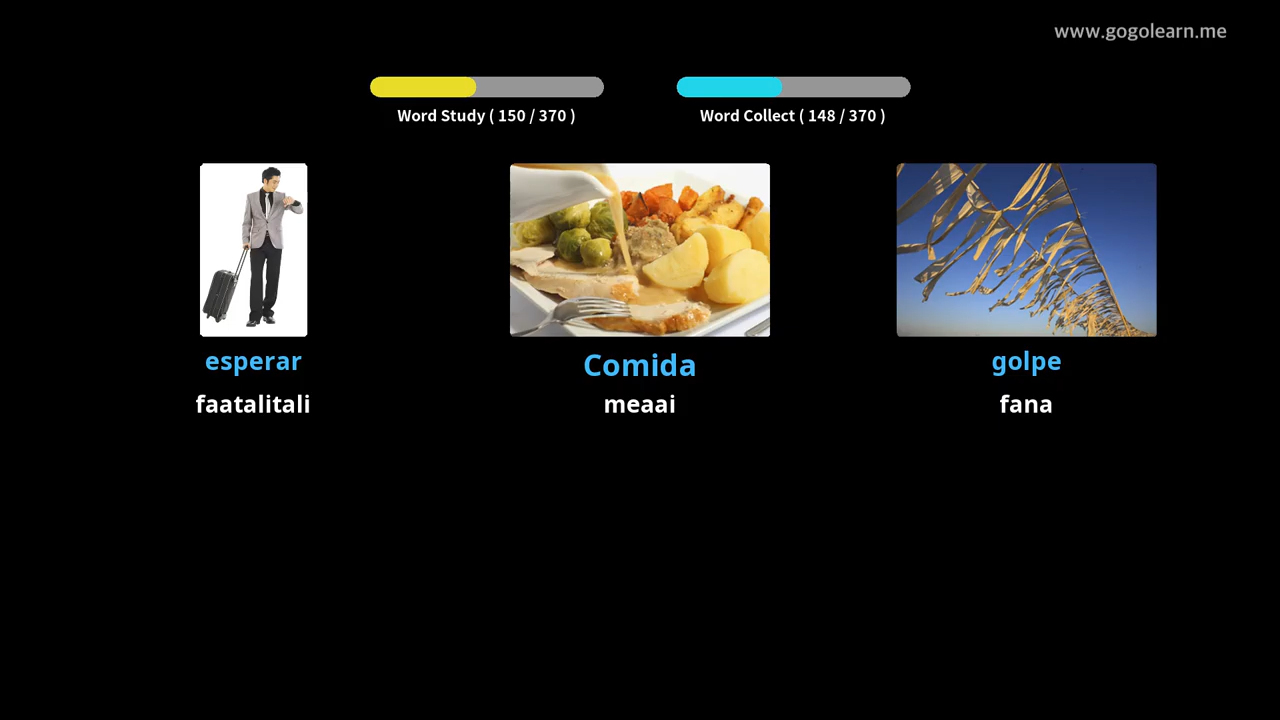 www.gogolearn.me
Word Study ( 150 / 370 )
Word Collect ( 148 / 370 )
esperar
faatalitali
Comida
meaai
golpe
fana